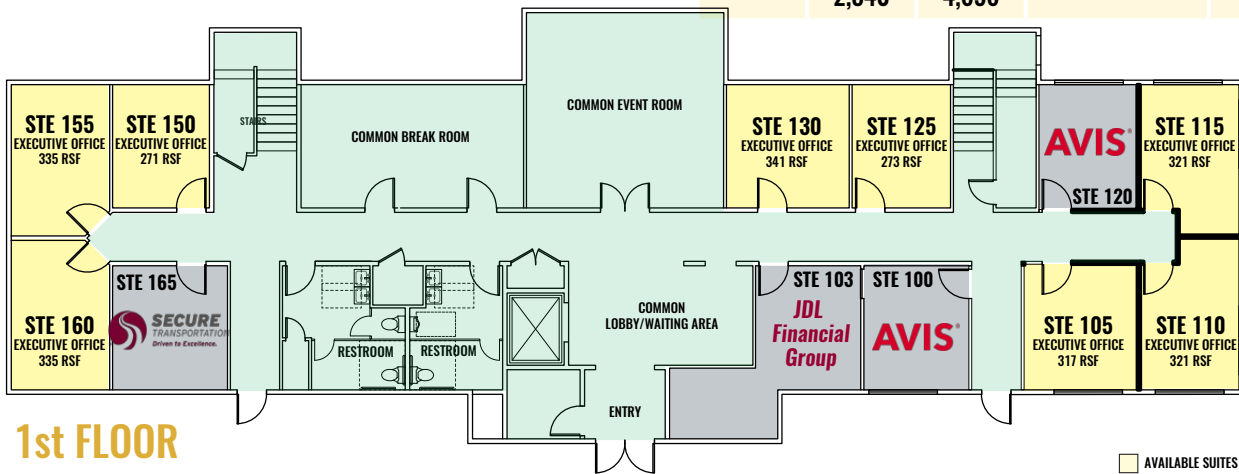 STE 155
EXECUTIVE OFFICE
335 RSF
STE 150
EXECUTIVE OFFICE
271 RSF
STAIRS
COMMON BREAK ROOM
COMMON EVENT ROOM
STE 130
EXECUTIVE OFFICE
341 RSF
STE 125
EXECUTIVE OFFICE
273 RSF
AVIS®
STE 120
STE 115
EXECUTIVE OFFICE
321 RSF
STE 160
EXECUTIVE OFFICE
335 RSF
STE 165
SECURE
TRANSPORTATION
Driven to Excellence.
RESTROOM
RESTROOM
COMMON
LOBBY/WAITING AREA
ENTRY
STE 103
JDL
Financial
Group
STE 100
AVIS®
STE 105
EXECUTIVE OFFICE
317 RSF
STE 110
EXECUTIVE OFFICE
321 RSF
1st FLOOR
AVAILABLE SUITES